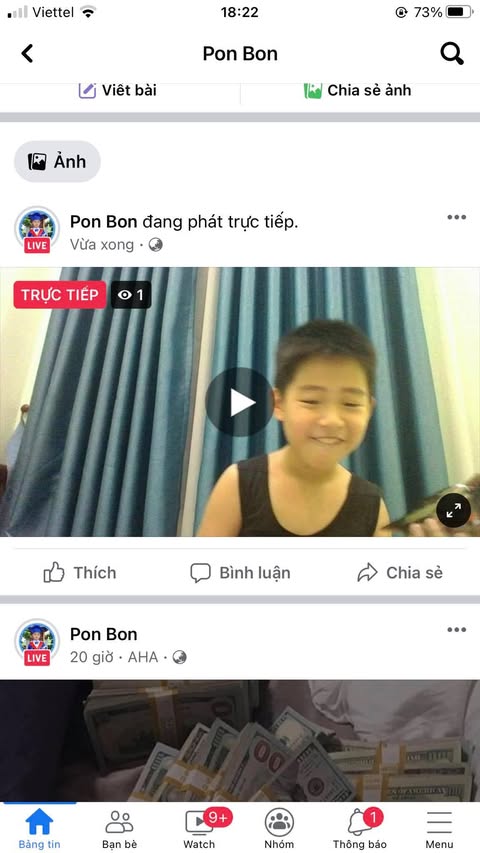 Viettel 18:22 73%
Pon Bon
Viết bài Chia sẻ ảnh
Ảnh
Pon Bon đang phát trực tiếp.
LIVE
Vừa xong ·
TRỰC TIẾP 1
Thích Bình luận Chia sẻ
Pon Bon
LIVE
20 giờ · AHA ·
9+ 1
Bảng tin Bạn bè Watch Nhóm Thông báo Menu